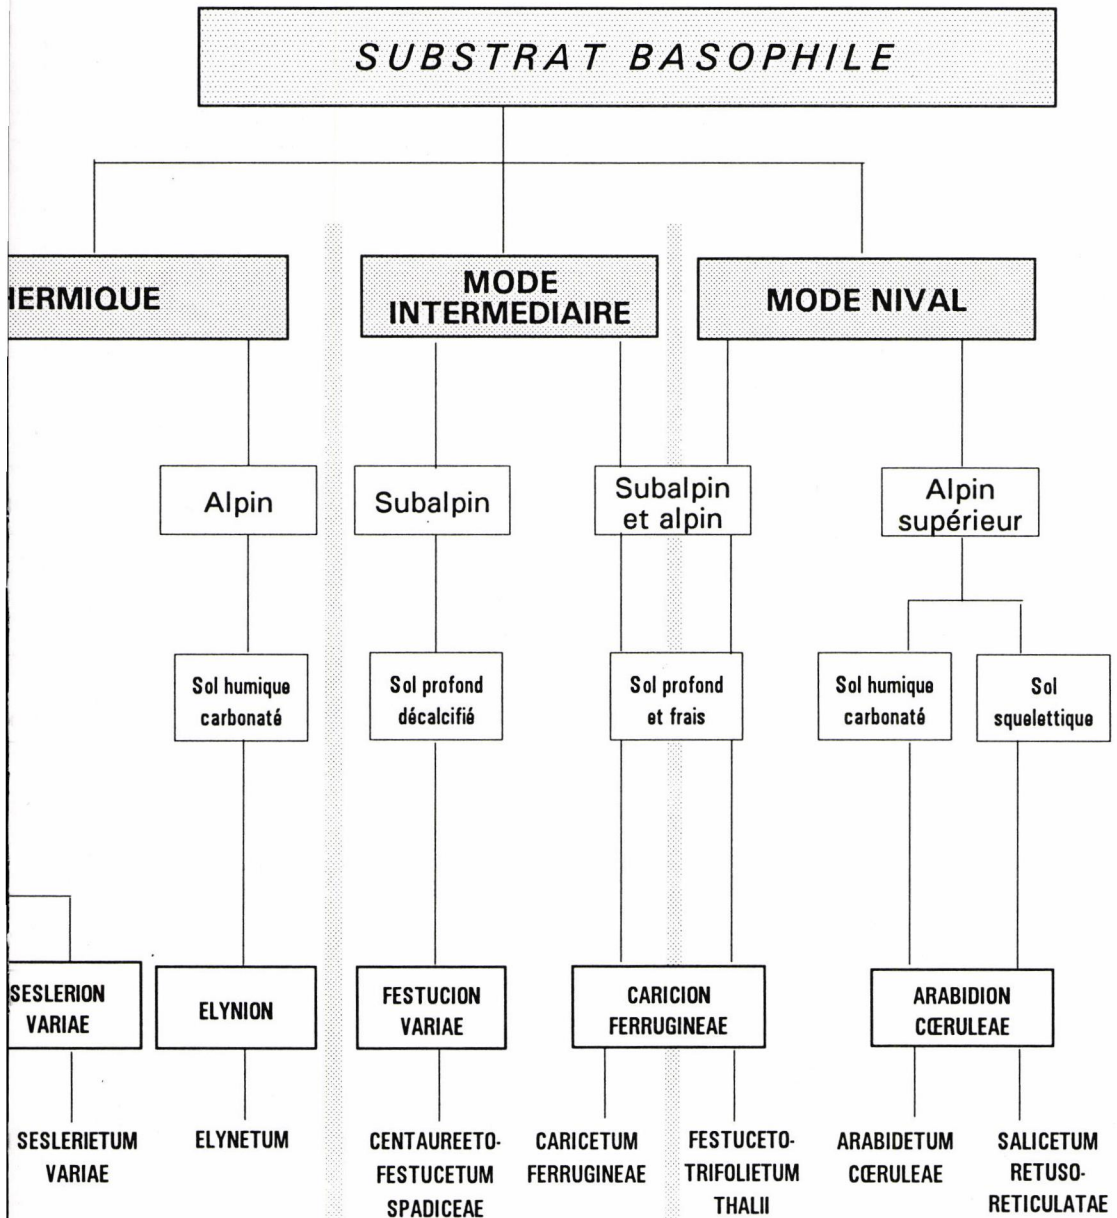 SUBSTRAT BASOPHILE
HERMIQUE
MODE
INTERMEDIAIRE
MODE NIVAL
Alpin
Subalpin
Subalpin
et alpin
Alpin
supérieur
Sol humique
carbonaté
Sol profond
décalcifié
Sol profond
et frais
Sol humique
carbonaté
Sol
squelettique
SESLERION
VARIAE
ELYNION
FESTUCION
VARIAE
CARICION
FERRUGINEAE
ARABIDION
CŒRULEAE
SESLERIETUM
VARIAE
ELYNETUM
CENTAUREETO-
FESTUCETUM
SPADICEAE
CARICETUM
FERRUGINEAE
FESTUCETO-
TRIFOLIETUM
THALII
ARABIDETUM
CŒRULEAE
SALICETUM
RETUSO-
RETICULATAE